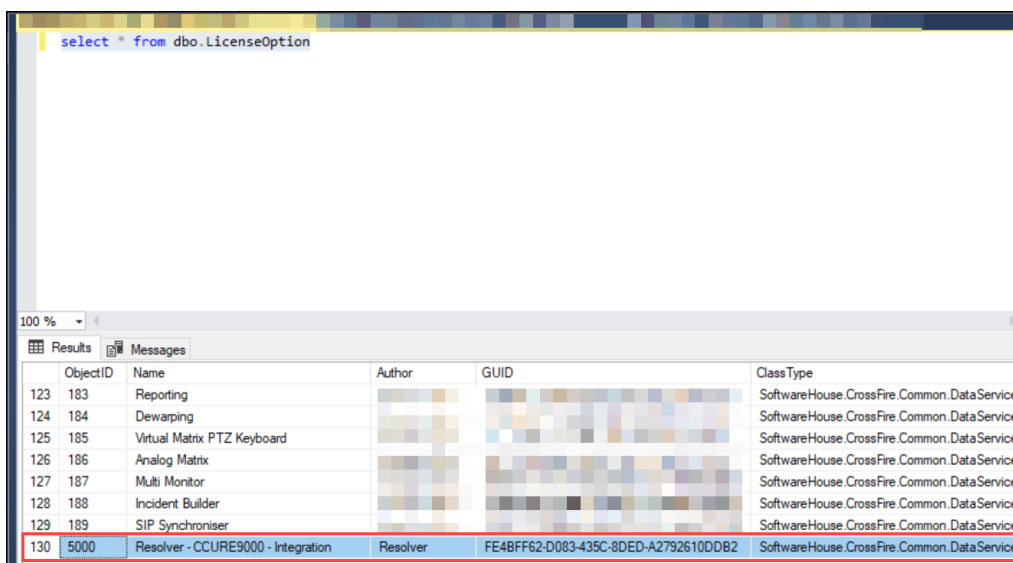 select * from dbo.LicenseOption
100 %
Results Messages
ObjectID Name Author GUID ClassType
123 183 Reporting SoftwareHouse.CrossFire.Common.DataService
124 184 Dewarping SoftwareHouse.CrossFire.Common.DataService
125 185 Virtual Matrix PTZ Keyboard SoftwareHouse.CrossFire.Common.DataService
126 186 Analog Matrix SoftwareHouse.CrossFire.Common.DataService
127 187 Multi Monitor SoftwareHouse.CrossFire.Common.DataService
128 188 Incident Builder SoftwareHouse.CrossFire.Common.DataService
129 189 SIP Synchroniser SoftwareHouse.CrossFire.Common.DataService
130 5000 Resolver - CCURE9000 - Integration Resolver FE4BFF62-D083-435C-8DED-A2792610DDB2 SoftwareHouse.CrossFire.Common.DataService